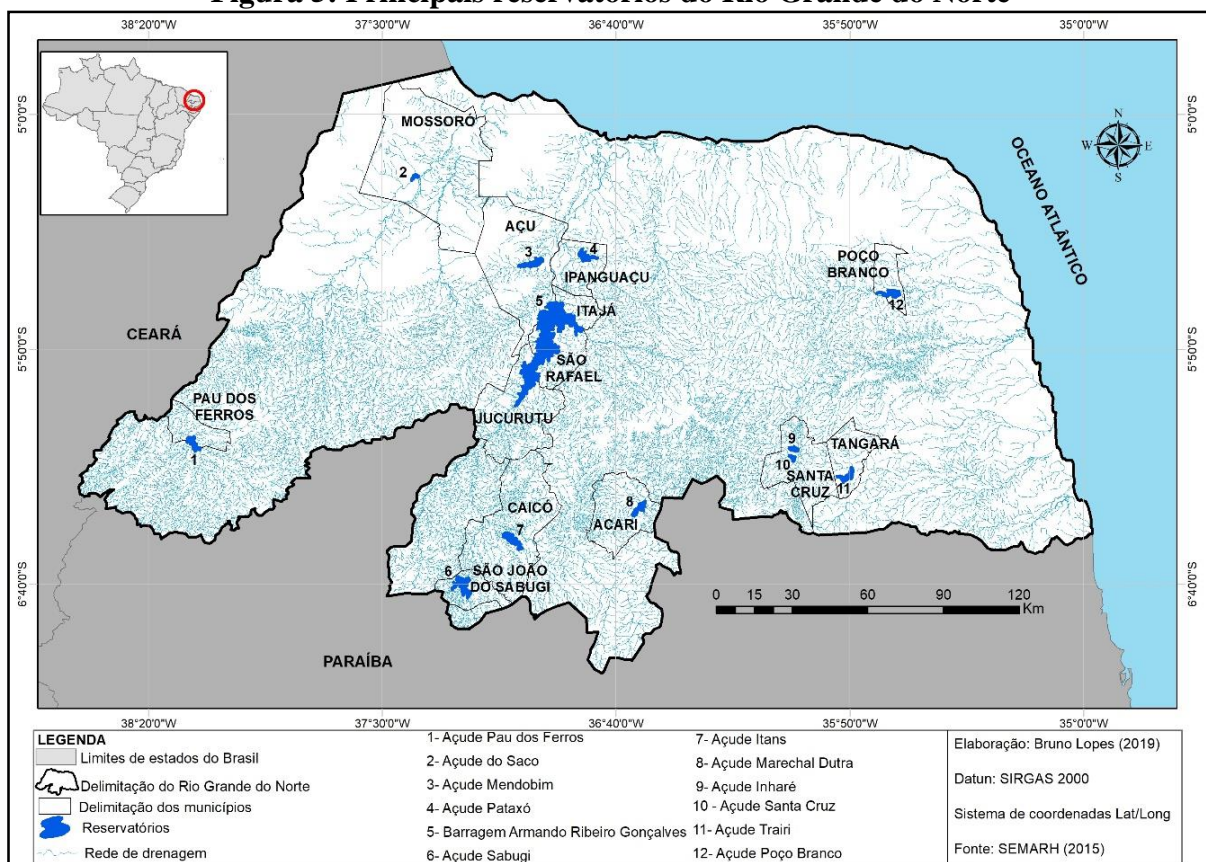 Figura 5: Principais reservatórios do Rio Grande do Norte
38°20'0"W 37°30'0"W 36°40'0"W 35°50'0"W 35°0'0"W
5°0'0"S
5°0'0"S
MOSSORÓ
2
N
W E
S
OCEANO ATLÂNTICO
AÇU
3
4
IPANGUAÇU
POÇO
BRANCO
12
5
ITAJÁ
CEARÁ
5°50'0"S
5°50'0"S
SÃO
RAFAEL
PAU DOS
FERROS
1
JUCURUTU
9
10
SANTA
CRUZ
TANGARÁ
11
8
ACARI
CAICÓ
7
6
SÃO JOÃO
DO SABUGI
6°40'0"S
6°40'0"S
0 15 30 60 90 120
Km
PARAÍBA
38°20'0"W 37°30'0"W 36°40'0"W 35°50'0"W 35°0'0"W
LEGENDA
Limites de estados do Brasil
Delimitação do Rio Grande do Norte
Delimitação dos municípios
Reservatórios
Rede de drenagem
1- Açude Pau dos Ferros
2- Açude do Saco
3- Açude Mendobim
4- Açude Pataxó
5- Barragem Armando Ribeiro Gonçalves
6- Açude Sabugi
7- Açude Itans
8- Açude Marechal Dutra
9- Açude Inharé
10 - Açude Santa Cruz
11- Açude Trairi
12- Açude Poço Branco
Elaboração: Bruno Lopes (2019)
Datun: SIRGAS 2000
Sistema de coordenadas Lat/Long
Fonte: SEMARH (2015)